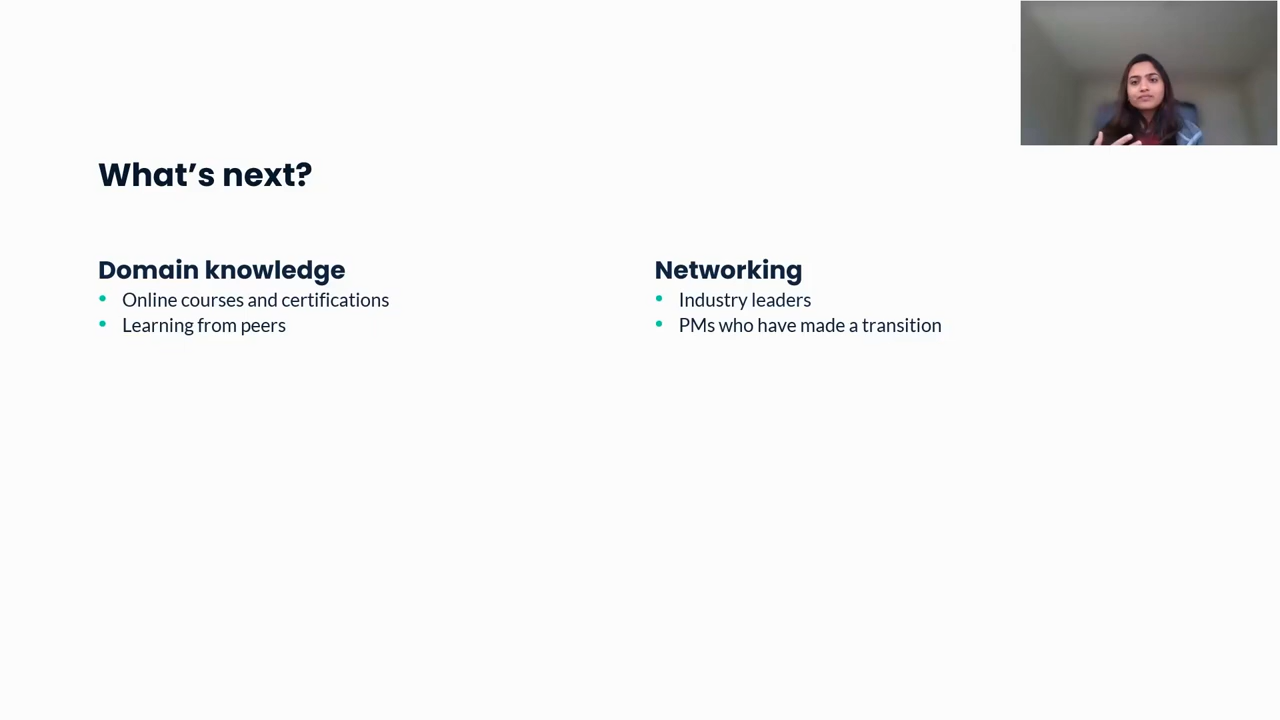 What’s next?
Domain knowledge
• Online courses and certifications
• Learning from peers
Networking
• Industry leaders
• PMs who have made a transition